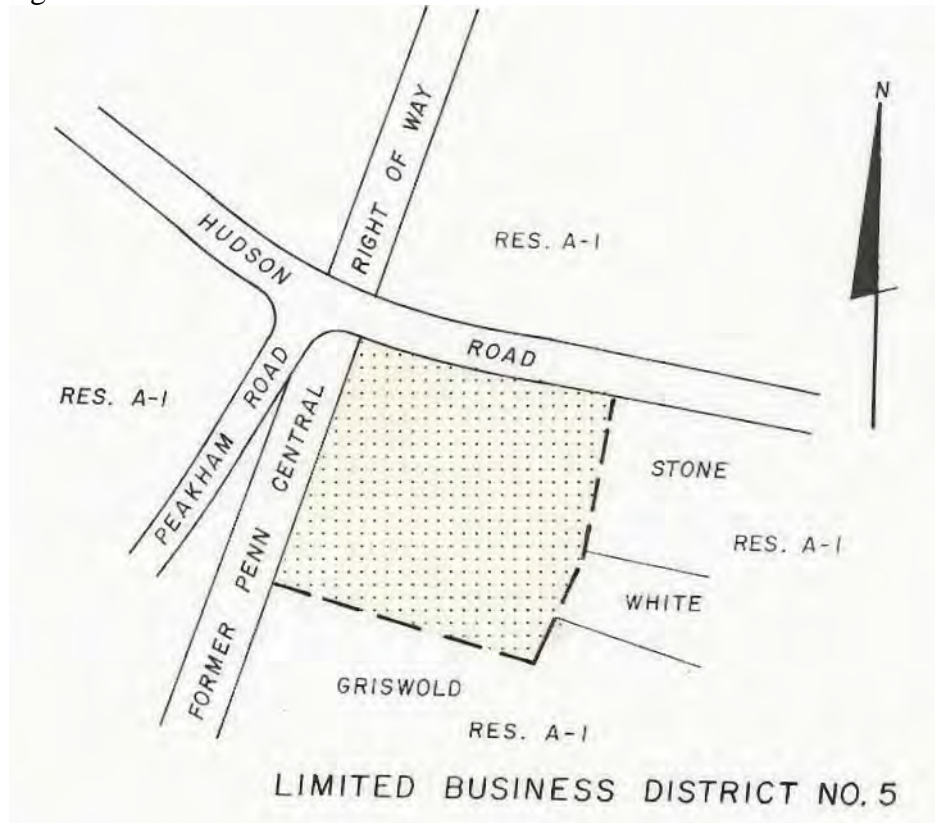 N
HUDSON
RIGHT OF WAY
RES. A-1
ROAD
RES. A-1
PEAKHAM ROAD
STONE
FORMER PENN CENTRAL
RES. A-1
WHITE
GRISWOLD
RES. A-1
LIMITED BUSINESS DISTRICT NO. 5